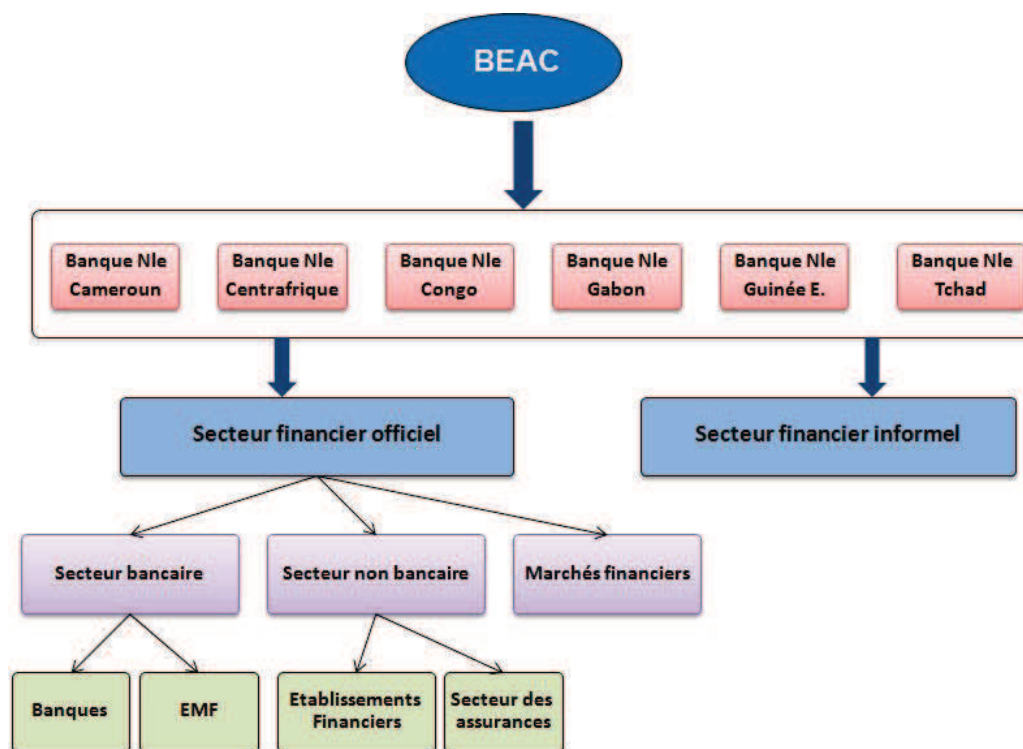 BEAC
Banque Nle
Cameroun
Banque Nle
Centrafrique
Banque Nle
Congo
Banque Nle
Gabon
Banque Nle
Guinée E.
Banque Nle
Tchad
Secteur financier officiel
Secteur financier informel
Secteur bancaire
Secteur non bancaire
Marchés financiers
Banques
EMF
Etablissements
Financiers
Secteur des
assurances